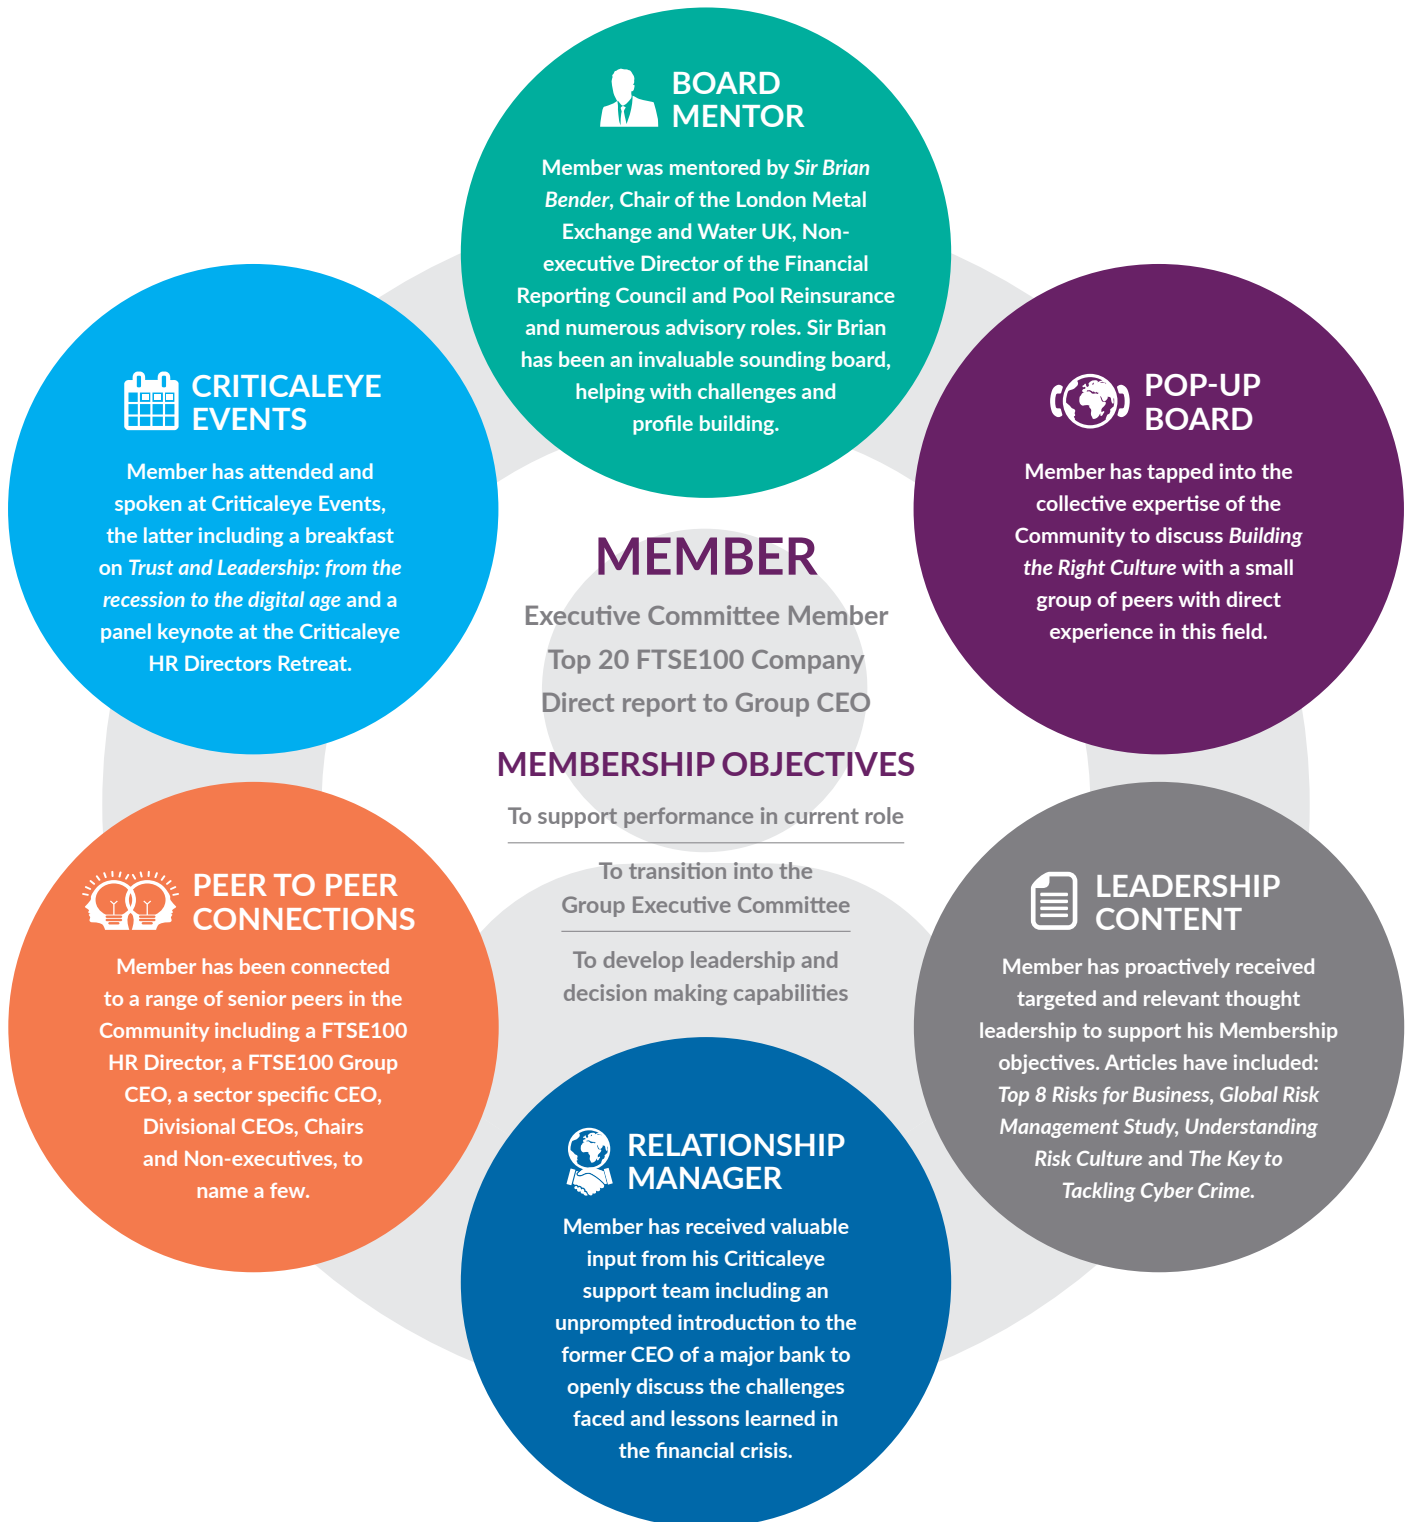 BOARD
MENTOR
Member was mentored by Sir Brian
Bender, Chair of the London Metal
Exchange and Water UK, Non-
executive Director of the Financial
Reporting Council and Pool Reinsurance
and numerous advisory roles. Sir Brian
has been an invaluable sounding board,
helping with challenges and
profile building.
CRITICALEYE
EVENTS
Member has attended and
spoken at Criticaleye Events,
the latter including a breakfast
on Trust and Leadership: from the
recession to the digital age and a
panel keynote at the Criticaleye
HR Directors Retreat.
POP-UP
BOARD
Member has tapped into the
collective expertise of the
Community to discuss Building
the Right Culture with a small
group of peers with direct
experience in this field.
MEMBER
Executive Committee Member
Top 20 FTSE100 Company
Direct report to Group CEO
MEMBERSHIP OBJECTIVES
To support performance in current role
To transition into the
Group Executive Committee
To develop leadership and
decision making capabilities
PEER TO PEER
CONNECTIONS
Member has been connected
to a range of senior peers in the
Community including a FTSE100
HR Director, a FTSE100 Group
CEO, a sector specific CEO,
Divisional CEOs, Chairs
and Non-executives, to
name a few.
LEADERSHIP
CONTENT
Member has proactively received
targeted and relevant thought
leadership to support his Membership
objectives. Articles have included:
Top 8 Risks for Business, Global Risk
Management Study, Understanding
Risk Culture and The Key to
Tackling Cyber Crime.
RELATIONSHIP
MANAGER
Member has received valuable
input from his Criticaleye
support team including an
unprompted introduction to the
former CEO of a major bank to
openly discuss the challenges
faced and lessons learned in
the financial crisis.